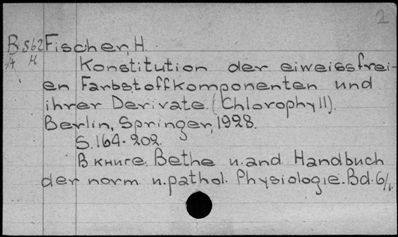 2
B 562 Fischer, H.
A H Konstitution der eiweissfrei-
en Farbstoffkomponenten und
ihrer Derivate. (Chlorophyll).
Berlin, Springer, 1928.
S. 164-202.
В книге. Bethe u. and Handbuch
der norm u. pathol. Physiologie. Bd. 6/1